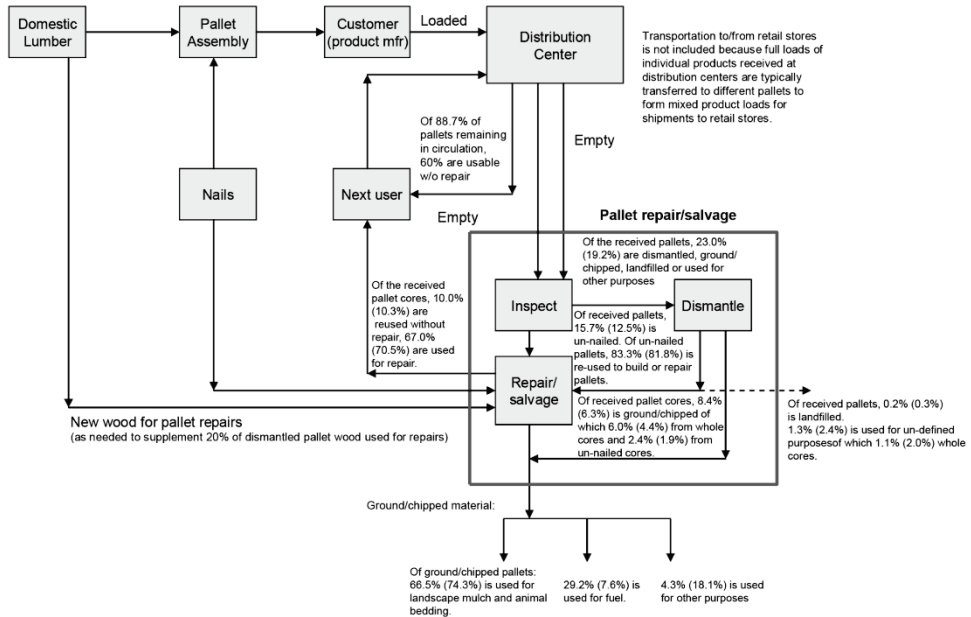 Domestic
Lumber
Pallet
Assembly
Customer
(product mfr)
Loaded
Distribution
Center
Transportation to/from retail stores
is not included because full loads of
individual products received at
distribution centers are typically
transferred to different pallets to
form mixed product loads for
shipments to retail stores.
Of 88.7% of
pallets remaining
in circulation,
60% are usable
w/o repair
Empty
Nails
Next user
Empty
Pallet repair/salvage
Of the received pallets, 23.0%
(19.2%) are dismantled, ground/
chipped, landfilled or used for
other purposes
Of the received
pallet cores, 10.0%
(10.3%) are
reused without
repair, 67.0%
(70.5%) are used
for repair.
Inspect
Dismantle
Of received pallets,
15.7% (12.5%) is
un-nailed. Of un-nailed
pallets, 83.3% (81.8%) is
re-used to build or repair
pallets.
Repair/
salvage
Of received pallet cores, 8.4%
(6.3%) is ground/chipped of
which 6.0% (4.4%) from whole
cores and 2.4% (1.9%) from
un-nailed cores.
Of received pallets, 0.2% (0.3%)
is landfilled.
1.3% (2.4%) is used for un-defined
purposesof which 1.1% (2.0%) whole
cores.
New wood for pallet repairs
(as needed to supplement 20% of dismantled pallet wood used for repairs)
Ground/chipped material:
Of ground/chipped pallets:
66.5% (74.3%) is used for
landscape mulch and animal
bedding.
29.2% (7.6%) is
used for fuel.
4.3% (18.1%) is used
for other purposes